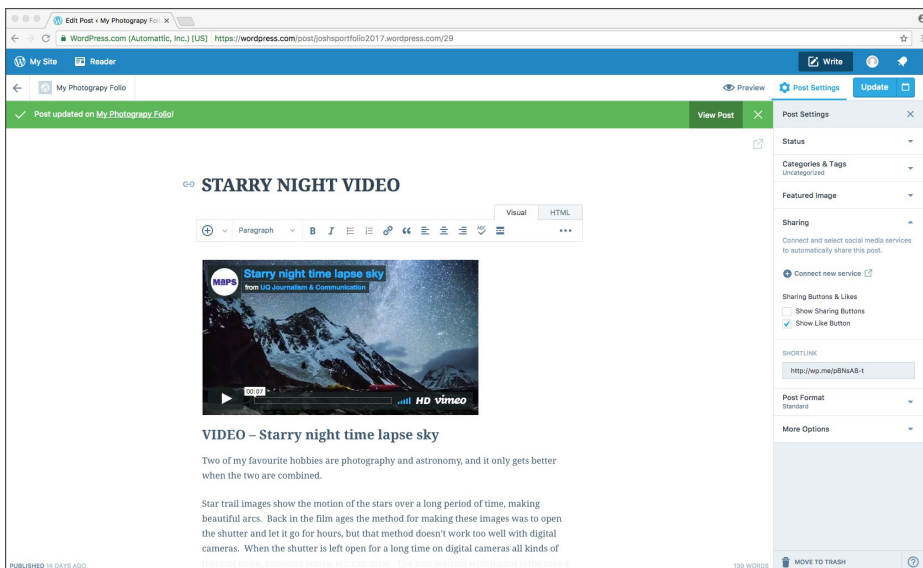 Edit Post ‹ My Photograpy Foli
WordPress.com (Automattic, Inc.) [US] https://wordpress.com/post/joshsportfolio2017.wordpress.com/29
My Site Reader Write
My Photograpy Folio Preview Post Settings Update
Post updated on My Photograpy Folio! View Post
Post Settings
Status
Categories & Tags
Uncategorized
Featured Image
Sharing
Connect and select social media services
to automatically share this post.
Connect new service
Sharing Buttons & Likes
Show Sharing Buttons
Show Like Button
SHORTLINK
http://wp.me/p8NsAB-t
Post Format
Standard
More Options
MOVE TO TRASH
STARRY NIGHT VIDEO
Visual HTML
Paragraph B I ABC
MaPS
Starry night time lapse sky
from UQ Journalism & Communication
00:07
HD vimeo
VIDEO – Starry night time lapse sky
Two of my favourite hobbies are photography and astronomy, and it only gets better
when the two are combined.
Star trail images show the motion of the stars over a long period of time, making
beautiful arcs. Back in the film ages the method for making these images was to open
the shutter and let it go for hours, but that method doesn't work too well with digital
cameras. When the shutter is left open for a long time on digital cameras all kinds of
PUBLISHED 14 DAYS AGO
139 WORDS